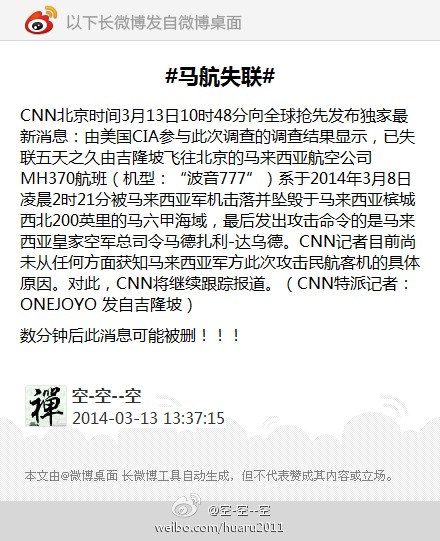 以下长微博发自微博桌面
#马航失联#
CNN北京时间3月13日10时48分向全球抢先发布独家最
新消息：由美国CIA参与此次调查的调查结果显示，已失
联五天之久由吉隆坡飞往北京的马来西亚航空公司
MH370航班（机型：“波音777”）系于2014年3月8日
凌晨2时21分被马来西亚军机击落并坠毁于马来西亚槟城
西北200英里的马六甲海域，最后发出攻击命令的是马来
西亚皇家空军总司令马德扎利-达乌德。CNN记者目前尚
未从任何方面获知马来西亚军方此次攻击民航客机的具体
原因。对此，CNN将继续跟踪报道。（CNN特派记者：
ONEJOYO 发自吉隆坡）
数分钟后此消息可能被删！！！
禪
空-空--空
2014-03-13 13:37:15
本文由@微博桌面 长微博工具自动生成，但不代表赞成其内容或立场。
@空-空--空
weibo.com/huaru2011